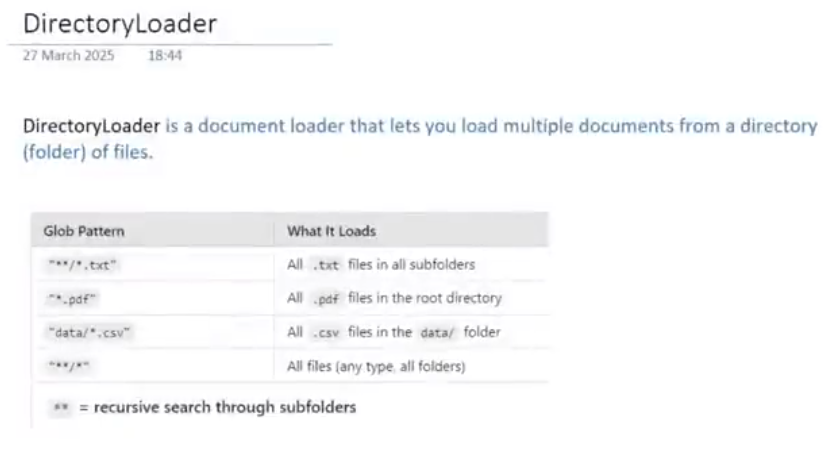 DirectoryLoader
27 March 2025 18:44
DirectoryLoader is a document loader that lets you load multiple documents from a directory
(folder) of files.
Glob Pattern What It Loads
"**/*.txt" All .txt files in all subfolders
"*.pdf" All .pdf files in the root directory
"data/*.csv" All .csv files in the data/ folder
"**/*" All files (any type, all folders)
** = recursive search through subfolders